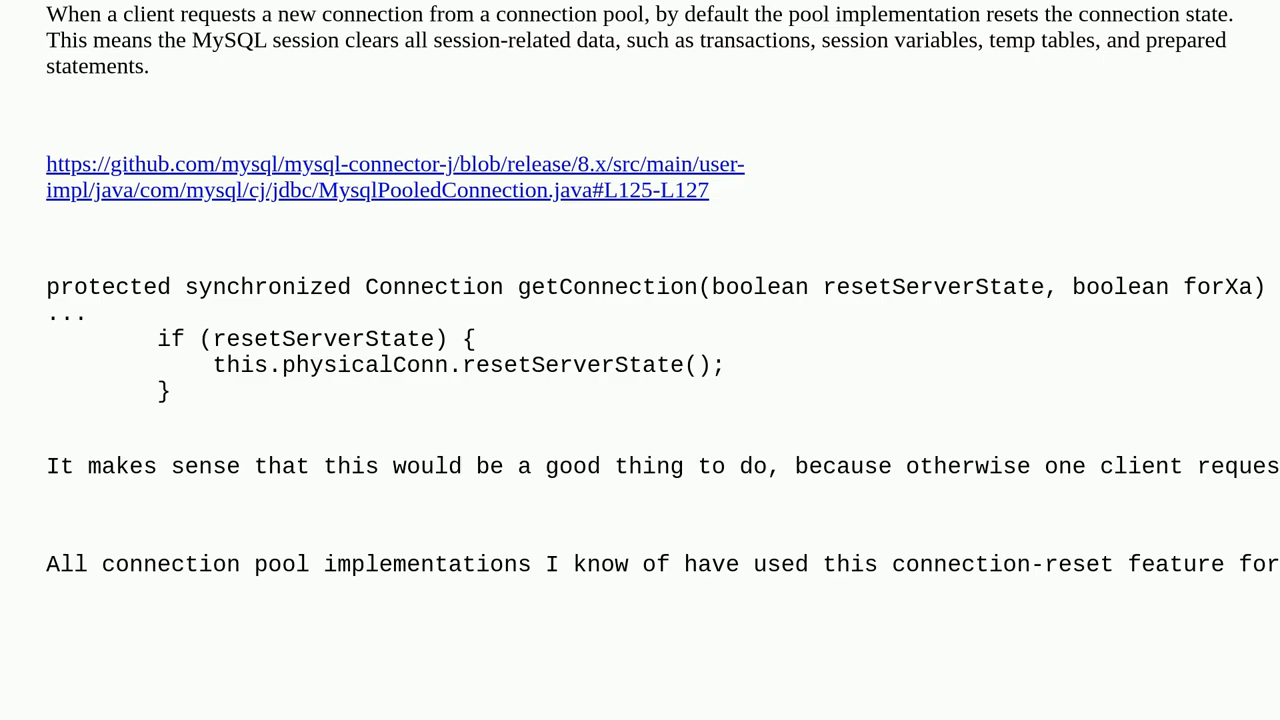 When a client requests a new connection from a connection pool, by default the pool implementation resets the connection state.
This means the MySQL session clears all session-related data, such as transactions, session variables, temp tables, and prepared
statements.
https://github.com/mysql/mysql-connector-j/blob/release/8.x/src/main/user-
impl/java/com/mysql/cj/jdbc/MysqlPooledConnection.java#L125-L127
protected synchronized Connection getConnection(boolean resetServerState, boolean forXa)
...
        if (resetServerState) {
            this.physicalConn.resetServerState();
        }
It makes sense that this would be a good thing to do, because otherwise one client reques
All connection pool implementations I know of have used this connection-reset feature for